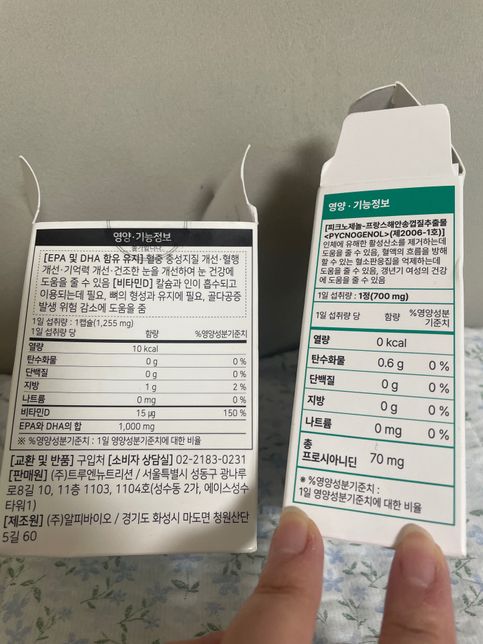 영양·기능정보
[EPA 및 DHA 함유 유지] 혈중 중성지질 개선·혈행
개선·기억력 개선·건조한 눈을 개선하여 눈 건강에
도움을 줄 수 있음 [비타민D] 칼슘과 인이 흡수되고
이용되는데 필요, 뼈의 형성과 유지에 필요, 골다공증
발생 위험 감소에 도움을 줌
1일 섭취량 : 1캡슐(1,255 mg)
1일 섭취량 당 함량 %영양성분기준치
열량 10 kcal
탄수화물 0 g 0 %
단백질 0 g 0 %
지방 1 g 2 %
나트륨 0 mg 0 %
비타민D 15 µg 150 %
EPA와 DHA의 합 1,000 mg
※ %영양성분기준치 : 1일 영양성분기준치에 대한 비율
[교환 및 반품] 구입처 [소비자 상담실] 02-2183-0231
[판매원] (주)트루엔뉴트리션 / 서울특별시 성동구 광나루
로8길 10, 11층 1103, 1104호(성수동 2가, 에이스성수
타워1)
[제조원] (주)알피바이오 / 경기도 화성시 마도면 청원산단
5길 60
영양·기능정보
[피크노제놀-프랑스해안송껍질추출물
<PYCNOGENOL>(제2006-1호)]
인체에 유해한 활성산소를 제거하는데
도움을 줄 수 있음, 혈액의 흐름을 방해
할 수 있는 혈소판응집을 억제하는데
도움을 줄 수 있음, 갱년기 여성의 건강에
도움을 줄 수 있음
1일 섭취량 : 1정(700 mg)
1일 섭취량 당 함량 %영양성분
기준치
열량 0 kcal
탄수화물 0.6 g 0 %
단백질 0 g 0 %
지방 0 g 0 %
나트륨 0 mg 0 %
총
프로시아니딘 70 mg
※ %영양성분기준치 :
1일 영양성분기준치에 대한 비율